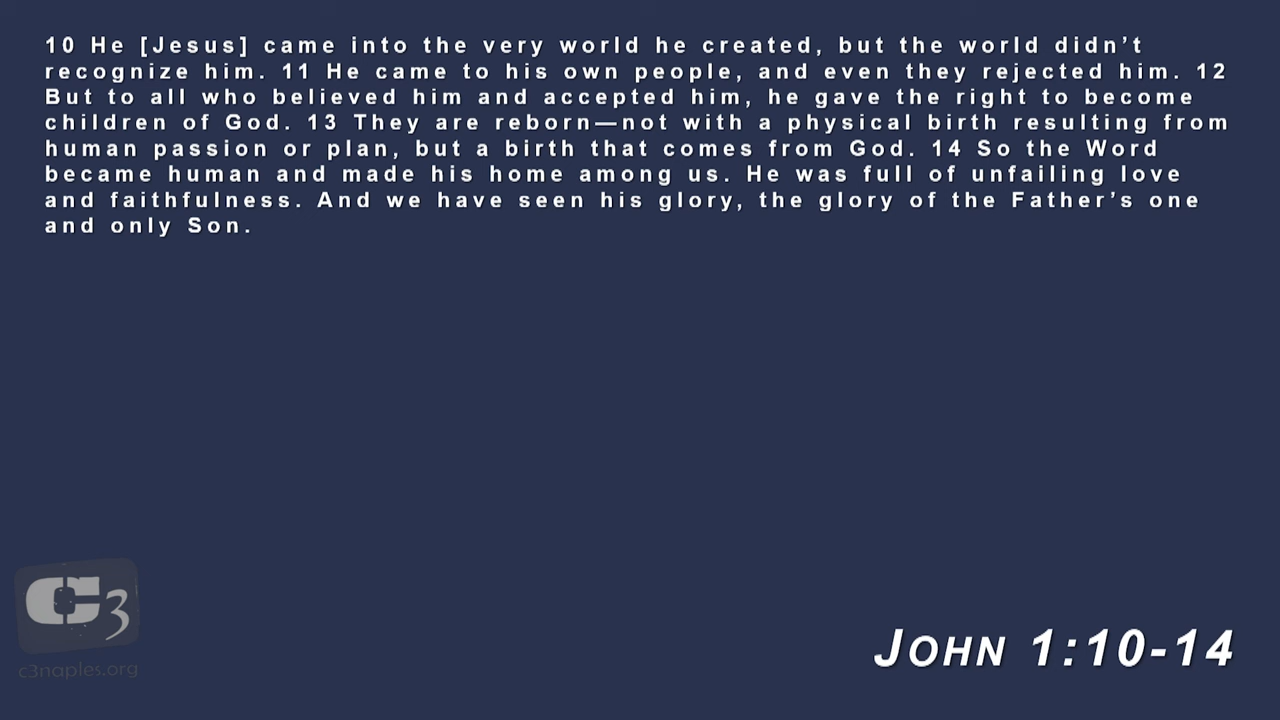 10 He [Jesus] came into the very world he created, but the world didn’t
recognize him. 11 He came to his own people, and even they rejected him. 12
But to all who believed him and accepted him, he gave the right to become
children of God. 13 They are reborn—not with a physical birth resulting from
human passion or plan, but a birth that comes from God. 14 So the Word
became human and made his home among us. He was full of unfailing love
and faithfulness. And we have seen his glory, the glory of the Father’s one
and only Son.
C3
c3naples.org
JOHN 1:10-14